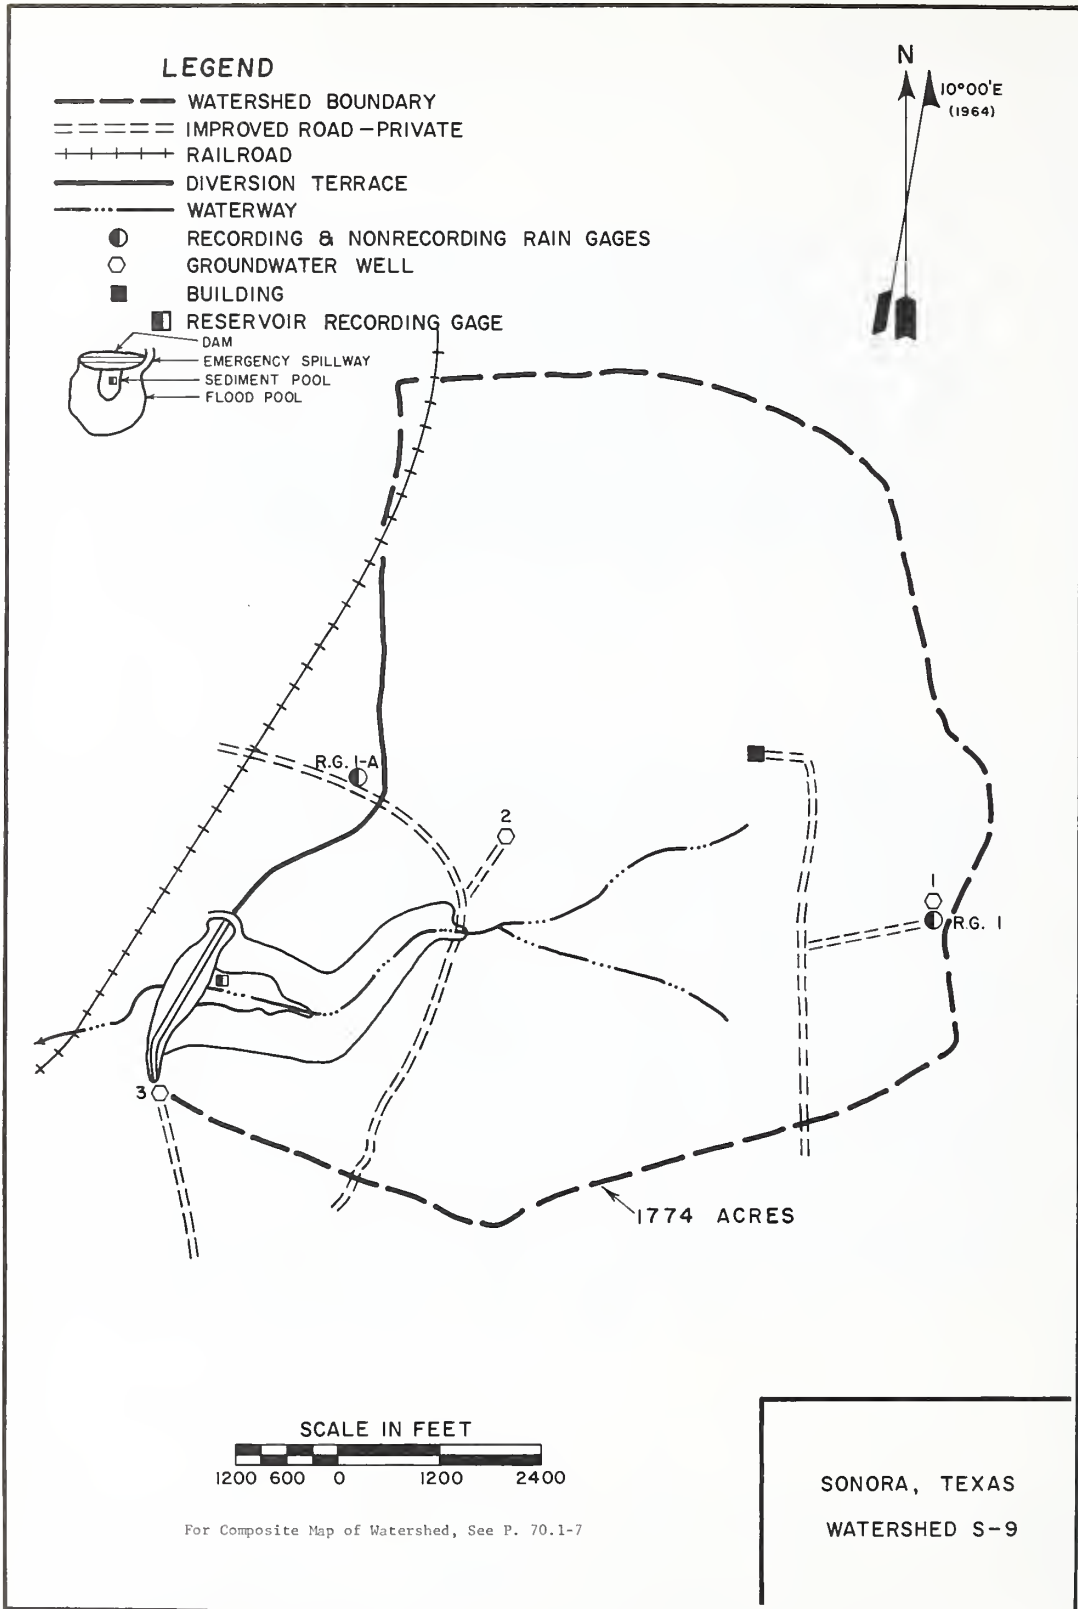 LEGEND
WATERSHED BOUNDARY
IMPROVED ROAD-PRIVATE
RAILROAD
DIVERSION TERRACE
WATERWAY
RECORDING & NONRECORDING RAIN GAGES
GROUNDWATER WELL
BUILDING
RESERVOIR RECORDING GAGE
DAM
EMERGENCY SPILLWAY
SEDIMENT POOL
FLOOD POOL
N
10°00'E
(1964)
R.G. 1-A
2
1
R.G. 1
3
1774 ACRES
SCALE IN FEET
1200 600 0 1200 2400
For Composite Map of Watershed, See P. 70.1-7
SONORA, TEXAS
WATERSHED S-9